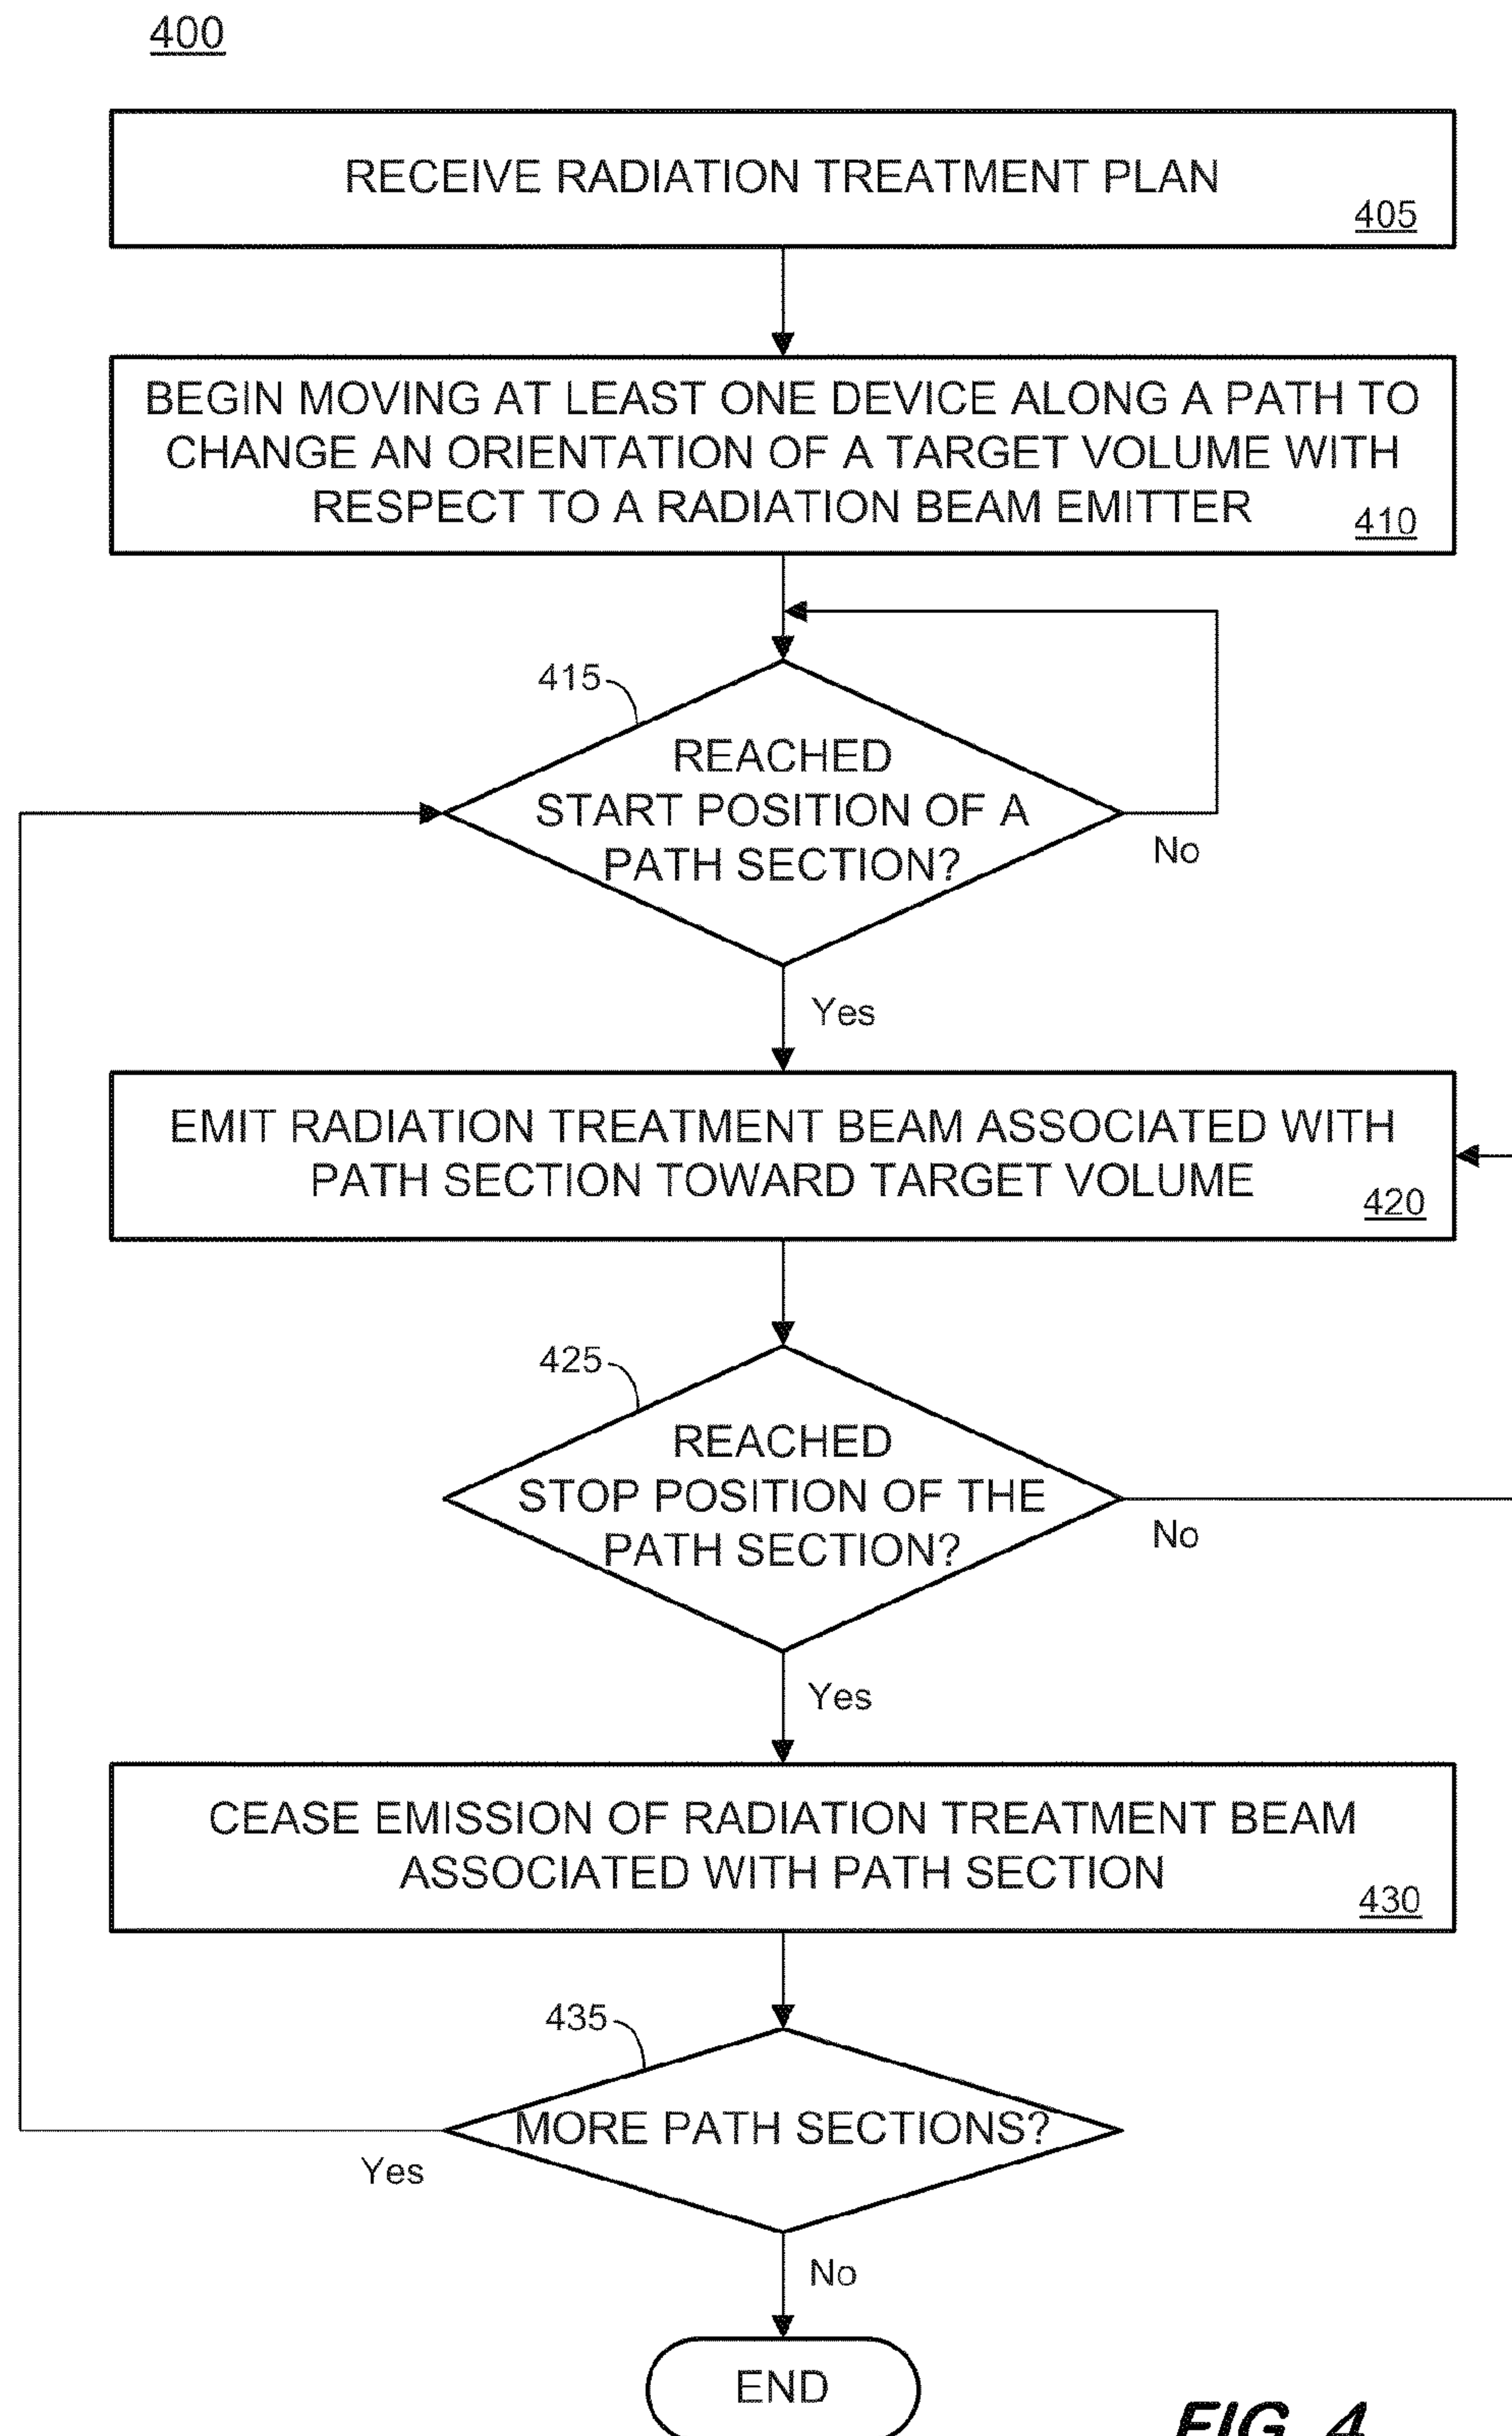 400
RECEIVE RADIATION TREATMENT PLAN
405
BEGIN MOVING AT LEAST ONE DEVICE ALONG A PATH TO
CHANGE AN ORIENTATION OF A TARGET VOLUME WITH
RESPECT TO A RADIATION BEAM EMITTER
410
415
REACHED
START POSITION OF A
PATH SECTION?
No
Yes
EMIT RADIATION TREATMENT BEAM ASSOCIATED WITH
PATH SECTION TOWARD TARGET VOLUME
420
425
REACHED
STOP POSITION OF THE
PATH SECTION?
No
Yes
CEASE EMISSION OF RADIATION TREATMENT BEAM
ASSOCIATED WITH PATH SECTION
430
435
MORE PATH SECTIONS?
Yes
No
END
FIG. 4